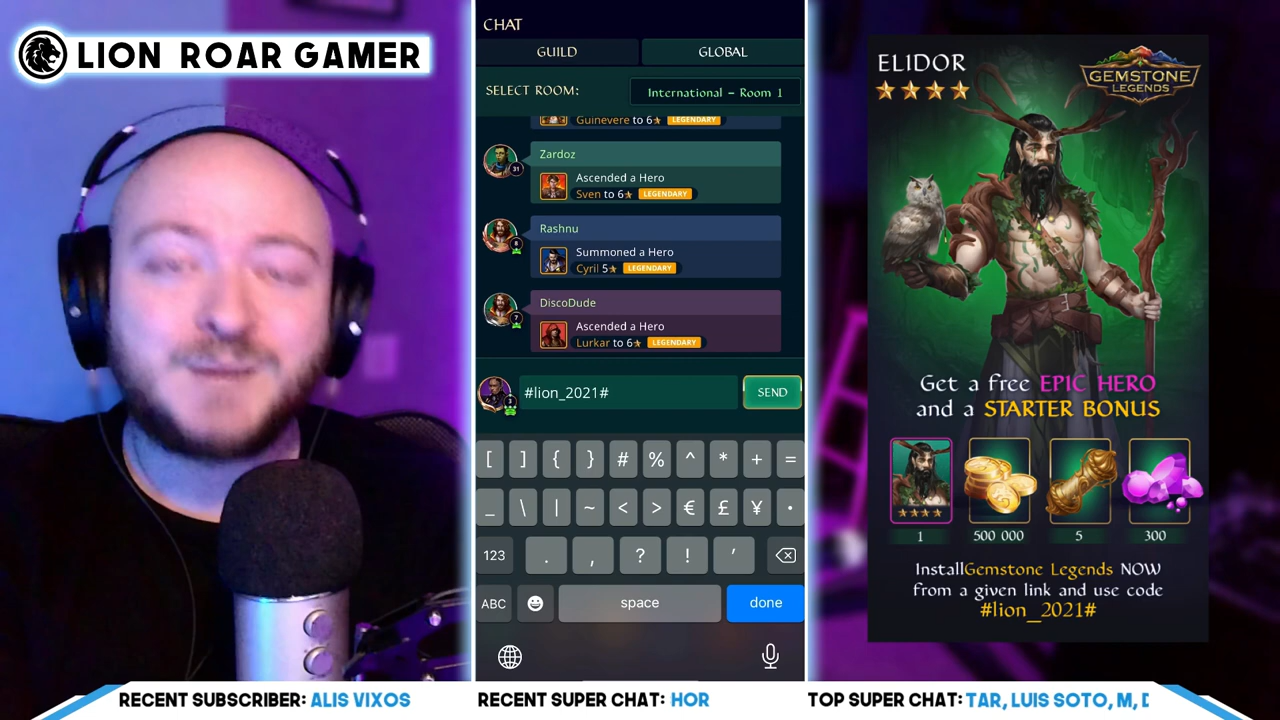 LION ROAR GAMER
CHAT
GUILD
GLOBAL
SELECT ROOM:
International - Room 1
Guinevere to 6★ LEGENDARY
Zardoz
31
Ascended a Hero
Sven to 6★ LEGENDARY
Rashnu
8
Summoned a Hero
Cyril 5★ LEGENDARY
DiscoDude
7
Ascended a Hero
Lurkar to 6★ LEGENDARY
3
#lion_2021#
SEND
[ ] { } # % ^ * + =
_ \ | ~ < > € £ ¥ •
123 . , ? ! ′
ABC space done
ELIDOR
GEMSTONE
LEGENDS
Get a free EPIC HERO
and a STARTER BONUS
1 500 000 5 300
InstallGemstone Legends NOW
from a given link and use code
#lion_2021#
RECENT SUBSCRIBER: ALIS VIXOS
RECENT SUPER CHAT: HOR
TOP SUPER CHAT: TAR, LUIS SOTO, M, D